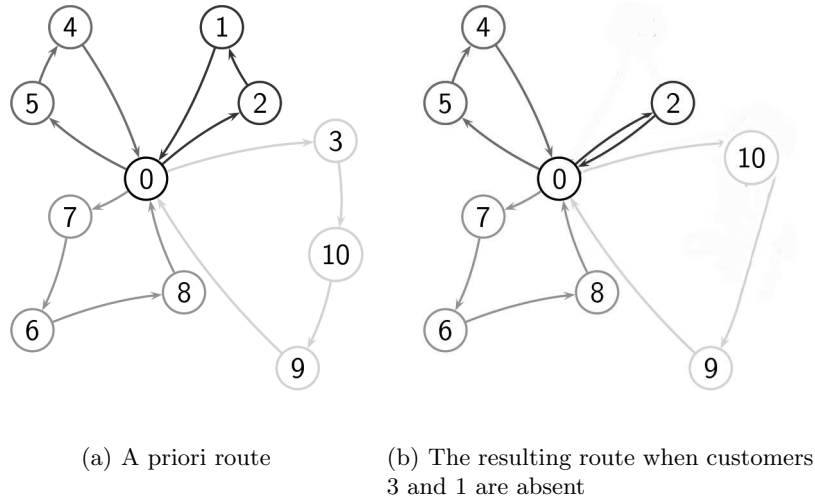 4 1 4
5 2 5 2
3
0 0 10
7 7
10
8 8
6 6
9 9
(a) A priori route (b) The resulting route when customers
3 and 1 are absent